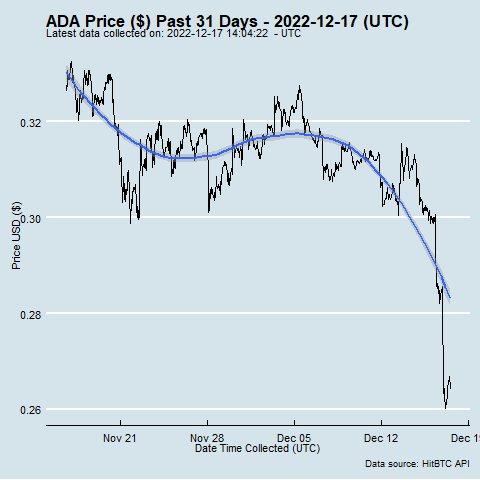 ADA Price ($) Past 31 Days - 2022-12-17 (UTC)
Latest data collected on: 2022-12-17 14:04:22 - UTC
Price USD ($)
0.32
0.30
0.28
0.26
Nov 21 Nov 28 Dec 05 Dec 12 Dec 19
Date Time Collected (UTC)
Data source: HitBTC API